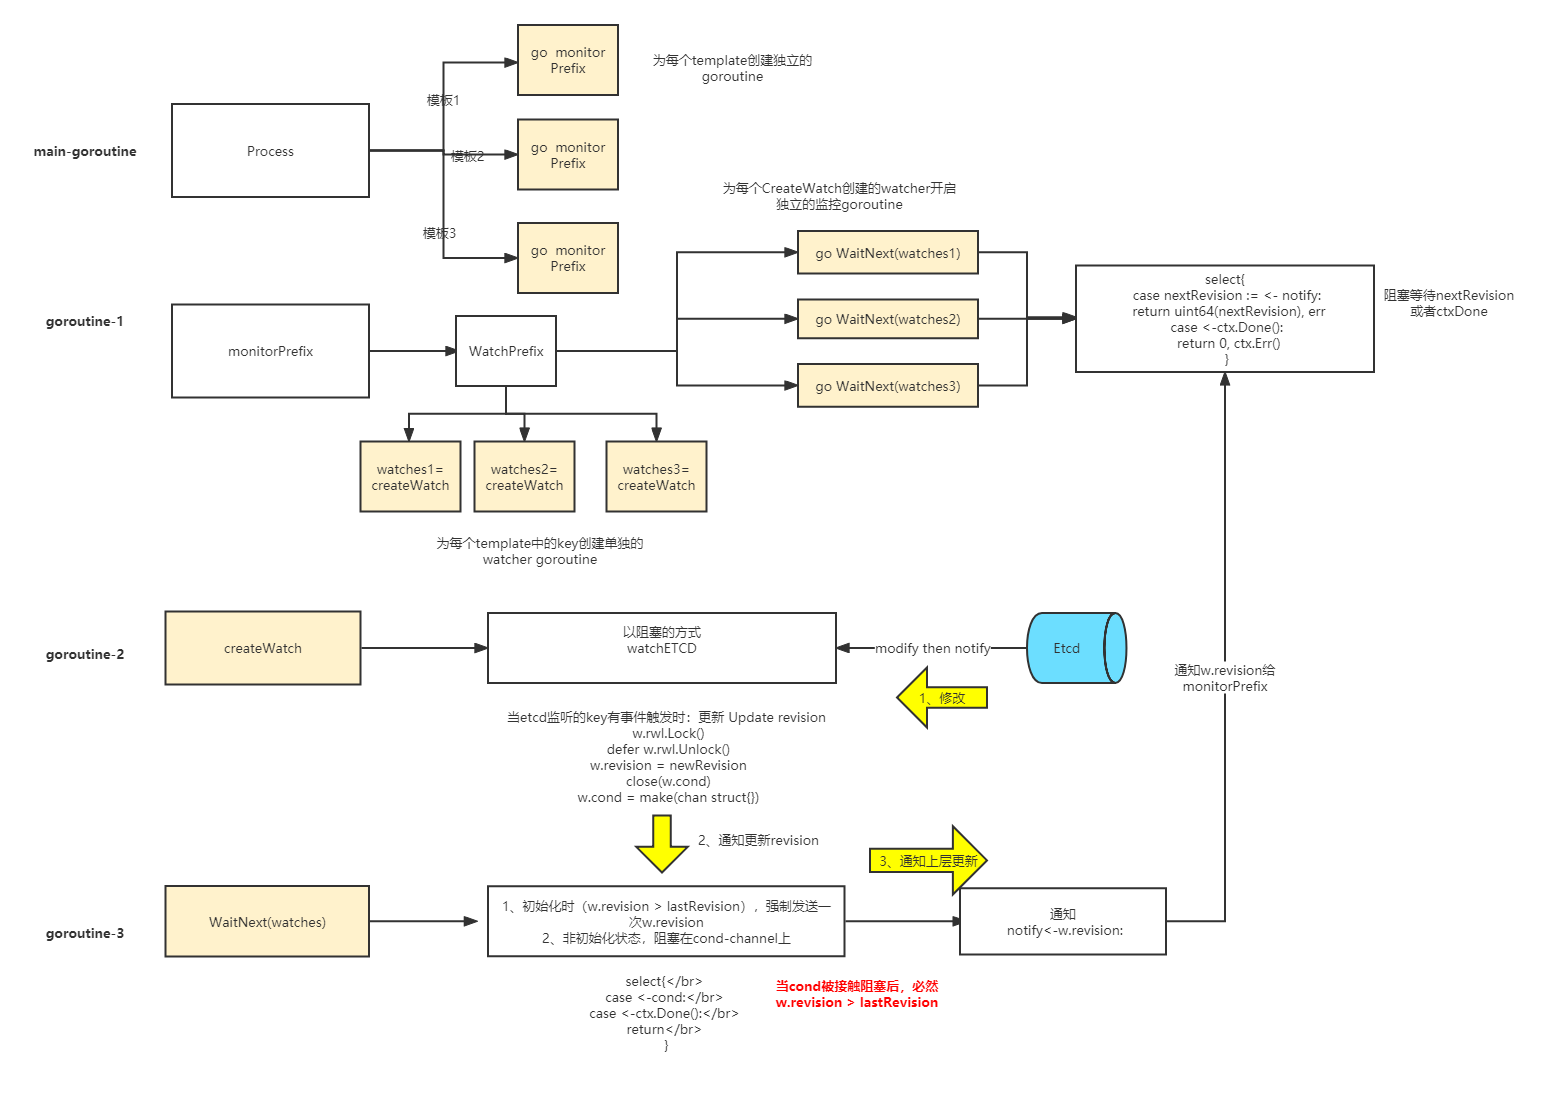 go  monitor
Prefix
为每个template创建独立的
goroutine
模板1
main-goroutine
Process
go  monitor
Prefix
模板2
模板3
go  monitor
Prefix
为每个CreateWatch创建的watcher开启
独立的监控goroutine
go WaitNext(watches1)
go WaitNext(watches2)
go WaitNext(watches3)
select{
case nextRevision := <- notify:
return uint64(nextRevision), err
case <-ctx.Done():
return 0, ctx.Err()
}
阻塞等待nextRevision
或者ctxDone
goroutine-1
monitorPrefix
WatchPrefix
watches1=
createWatch
watches2=
createWatch
watches3=
createWatch
为每个template中的key创建单独的
watcher goroutine
goroutine-2
createWatch
以阻塞的方式
watchETCD
modify then notify
Etcd
1、修改
通知w.revision给
monitorPrefix
当etcd监听的key有事件触发时：更新 Update revision
w.rwl.Lock()
defer w.rwl.Unlock()
w.revision = newRevision
close(w.cond)
w.cond = make(chan struct{})
2、通知更新revision
3、通知上层更新
goroutine-3
WaitNext(watches)
1、初始化时（w.revision > lastRevision），强制发送一
次w.revision
2、非初始化状态，阻塞在cond-channel上
通知
notify<-w.revision:
select{</br>
case <-cond:</br>
case <-ctx.Done():</br>
return</br>
}
当cond被接触阻塞后，必然
w.revision > lastRevision